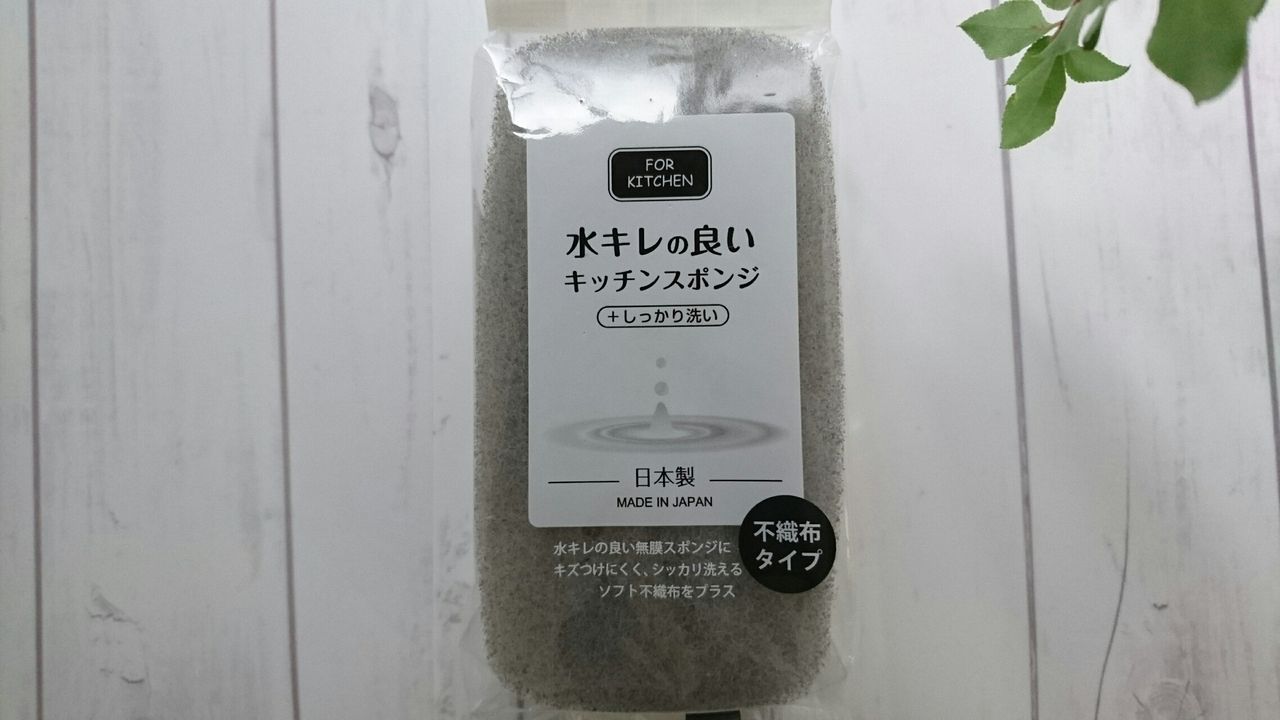 FOR
KITCHEN
水キレの良い
キッチンスポンジ
＋しっかり洗い
日本製
MADE IN JAPAN
不織布
タイプ
水キレの良い無膜スポンジに
キズつけにくく、シッカリ洗える
ソフト不織布をプラス